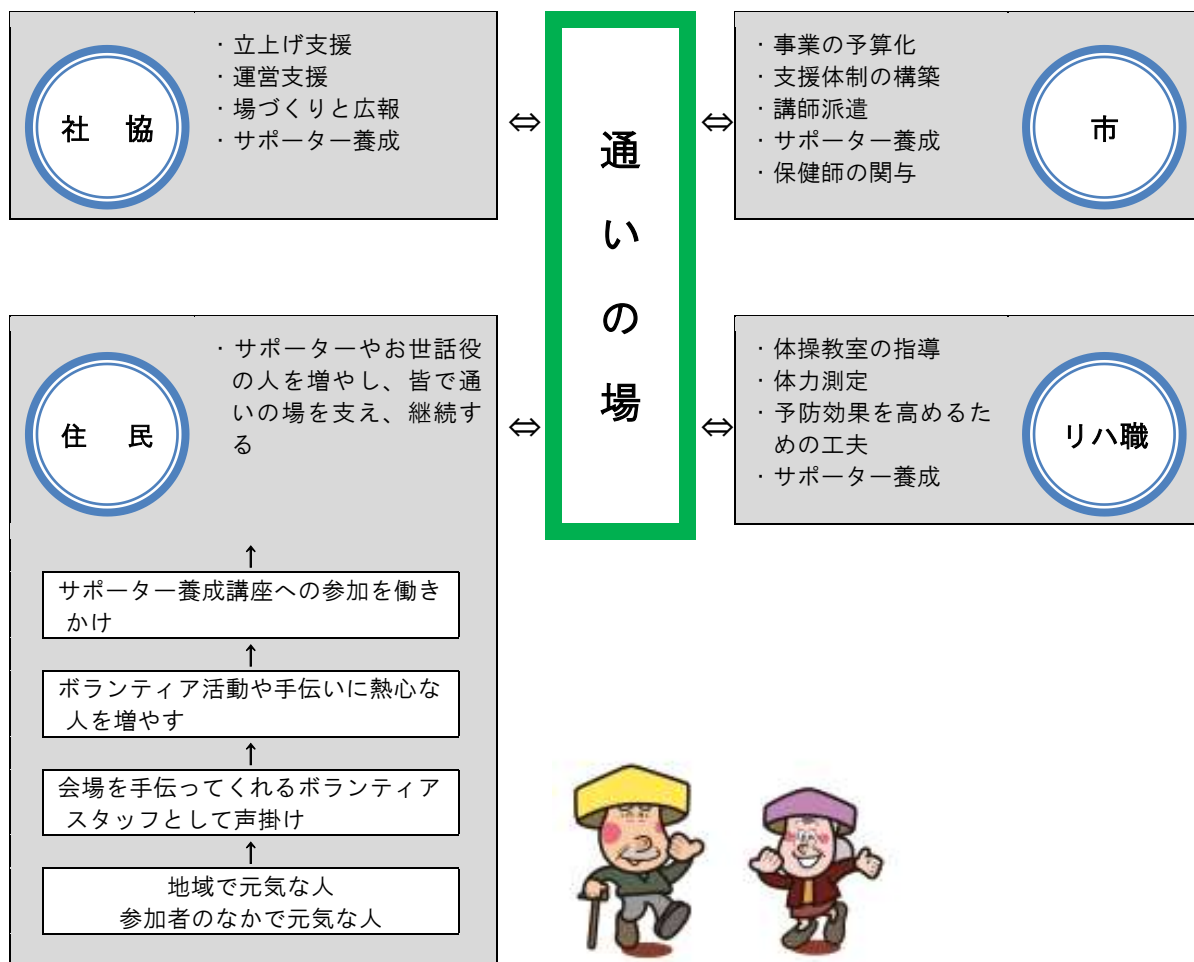 社 協
・立上げ支援
・運営支援
・場づくりと広報
・サポーター養成
⇔
通いの場
⇔
・事業の予算化
・支援体制の構築
・講師派遣
・サポーター養成
・保健師の関与
市
住 民
・サポーターやお世話役
の人を増やし、皆で通
いの場を支え、継続す
る
⇔
⇔
・体操教室の指導
・体力測定
・予防効果を高めるた
めの工夫
・サポーター養成
リハ職
↑
サポーター養成講座への参加を働き
かけ
↑
ボランティア活動や手伝いに熱心な
人を増やす
↑
会場を手伝ってくれるボランティア
スタッフとして声掛け
↑
地域で元気な人
参加者のなかで元気な人